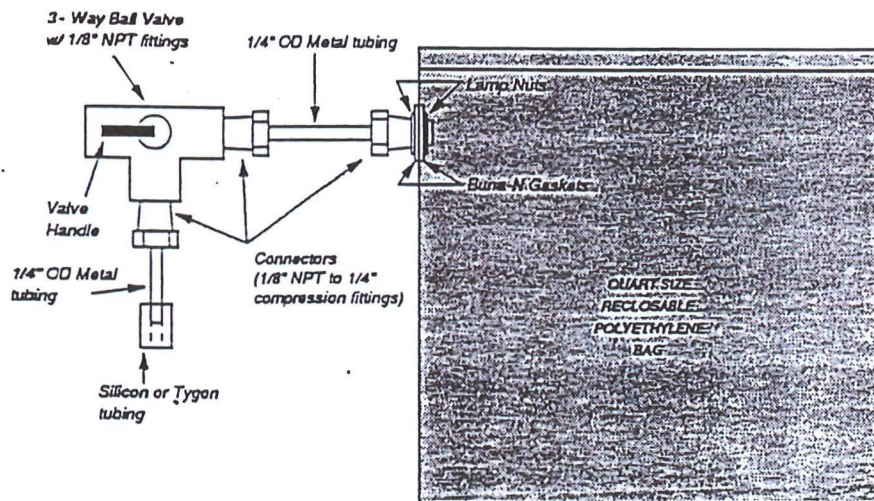 3- Way Ball Valve
w/ 1/8" NPT fittings
1/4" OD Metal tubing
Lamp Nuts
Buna-N Gaskets
Valve
Handle
Connectors
(1/8" NPT to 1/4"
compression fittings)
1/4" OD Metal
tubing
QUART SIZE
RECLOSABLE
POLYETHYLENE
BAG
Silicon or Tygon
tubing